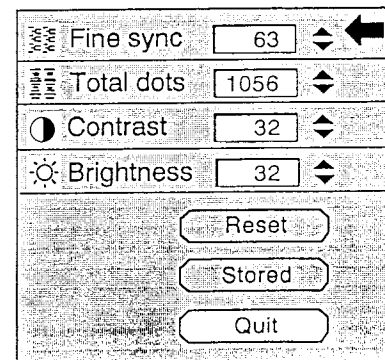 Fine sync 63
Total dots 1056
Contrast 32
Brightness 32
Reset
Stored
Quit